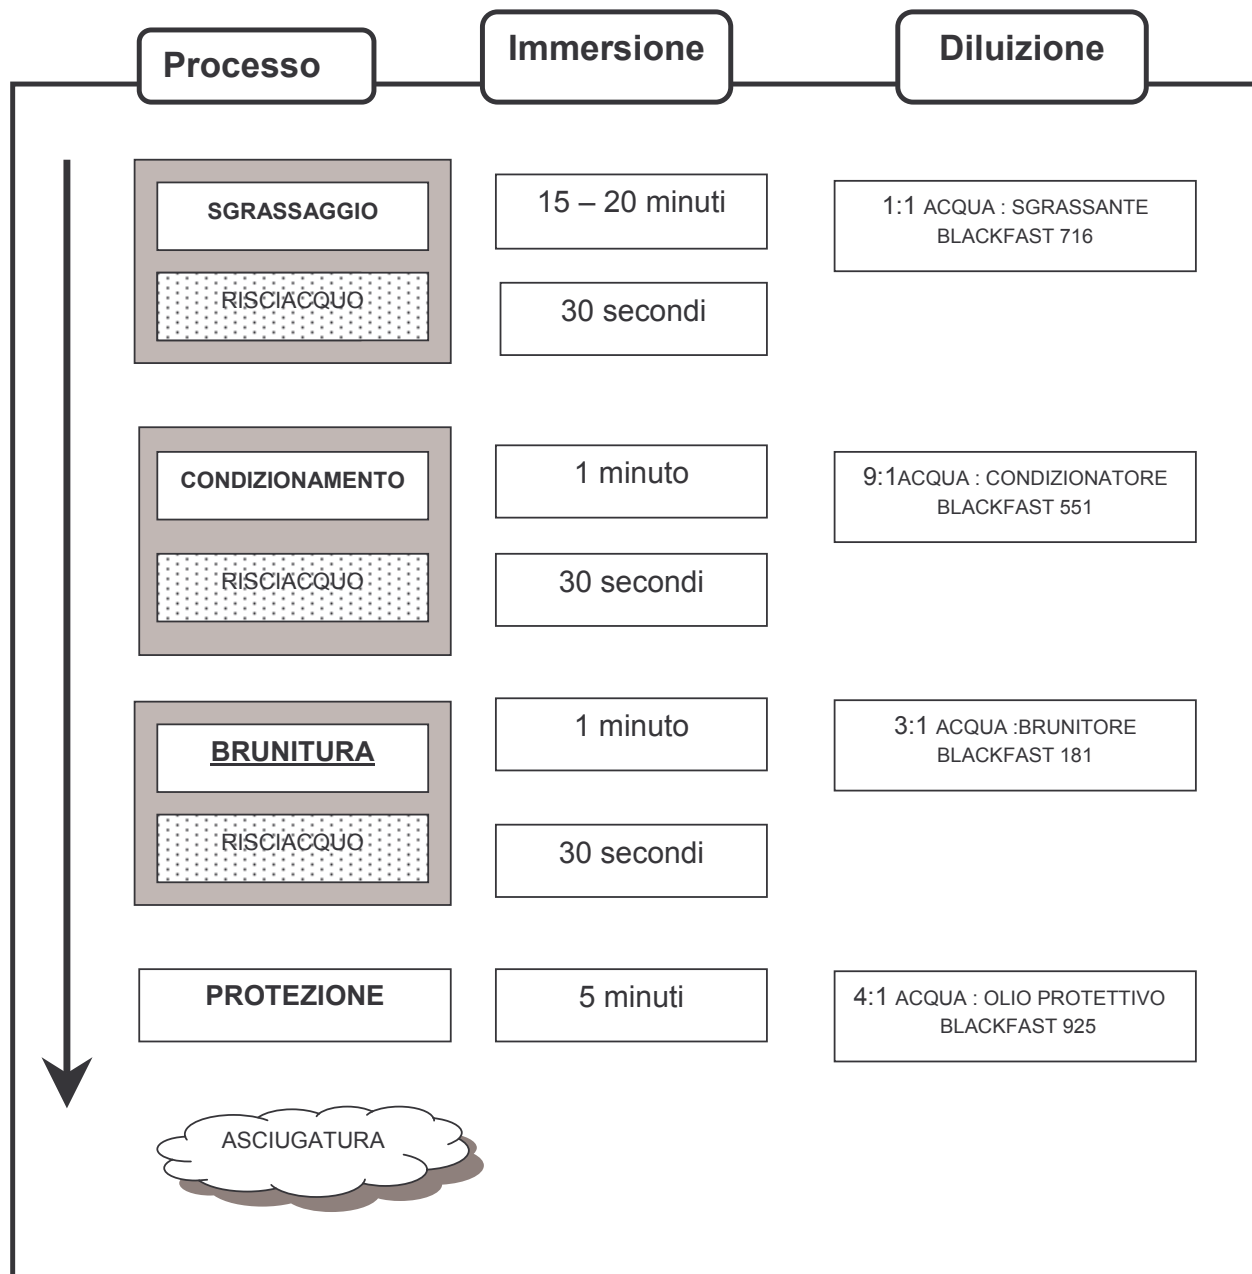 Processo
Immersione
Diluizione
SGRASSAGGIO
15 – 20 minuti
1:1 ACQUA : SGRASSANTE
BLACKFAST 716
RISCIACQUO
30 secondi
CONDIZIONAMENTO
1 minuto
9:1ACQUA : CONDIZIONATORE
BLACKFAST 551
RISCIACQUO
30 secondi
BRUNITURA
1 minuto
3:1 ACQUA :BRUNITORE
BLACKFAST 181
RISCIACQUO
30 secondi
PROTEZIONE
5 minuti
4:1 ACQUA : OLIO PROTETTIVO
BLACKFAST 925
ASCIUGATURA